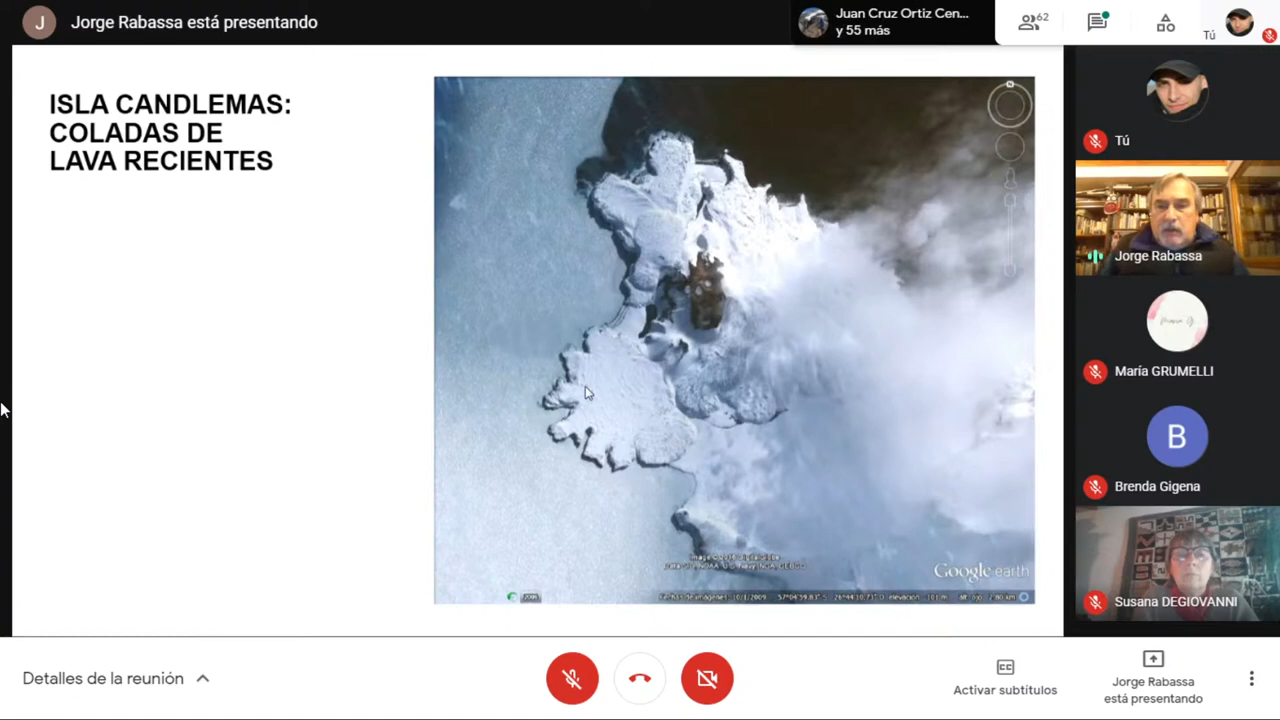 J
Jorge Rabassa está presentando
Juan Cruz Ortiz Cen...
y 55 más
62
Tú
ISLA CANDLEMAS:
COLADAS DE
LAVA RECIENTES
N
Google earth
2006
Tú
Jorge Rabassa
María GRUMELLI
B
Brenda Gigena
Susana DEGIOVANNI
Detalles de la reunión
CC
Activar subtítulos
Jorge Rabassa
está presentando